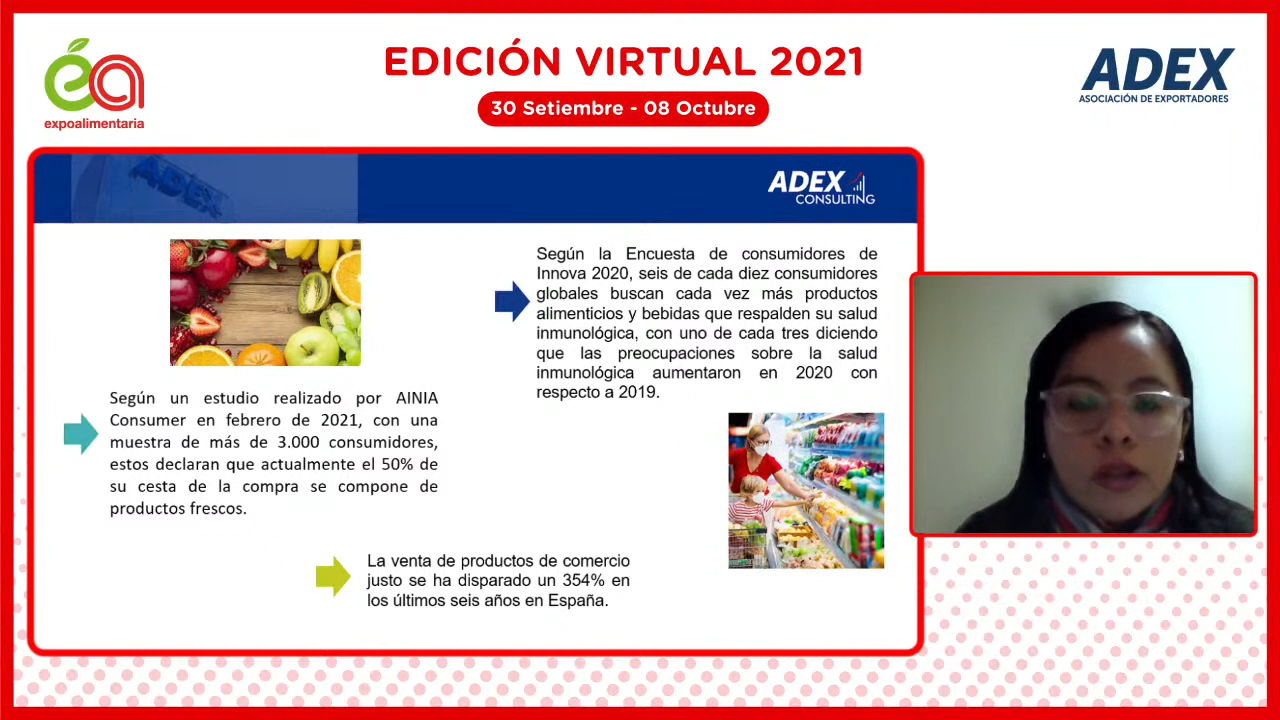 EDICIÓN VIRTUAL 2021
30 Setiembre - 08 Octubre
éa
expoalimentaria
ADEX
ASOCIACIÓN DE EXPORTADORES
ADEX
ADEX
CONSULTING
Según un estudio realizado por AINIA
Consumer en febrero de 2021, con una
muestra de más de 3.000 consumidores,
estos declaran que actualmente el 50% de
su cesta de la compra se compone de
productos frescos.
Según la Encuesta de consumidores de
Innova 2020, seis de cada diez consumidores
globales buscan cada vez más productos
alimenticios y bebidas que respalden su salud
inmunológica, con uno de cada tres diciendo
que las preocupaciones sobre la salud
inmunológica aumentaron en 2020 con
respecto a 2019.
La venta de productos de comercio
justo se ha disparado un 354% en
los últimos seis años en España.